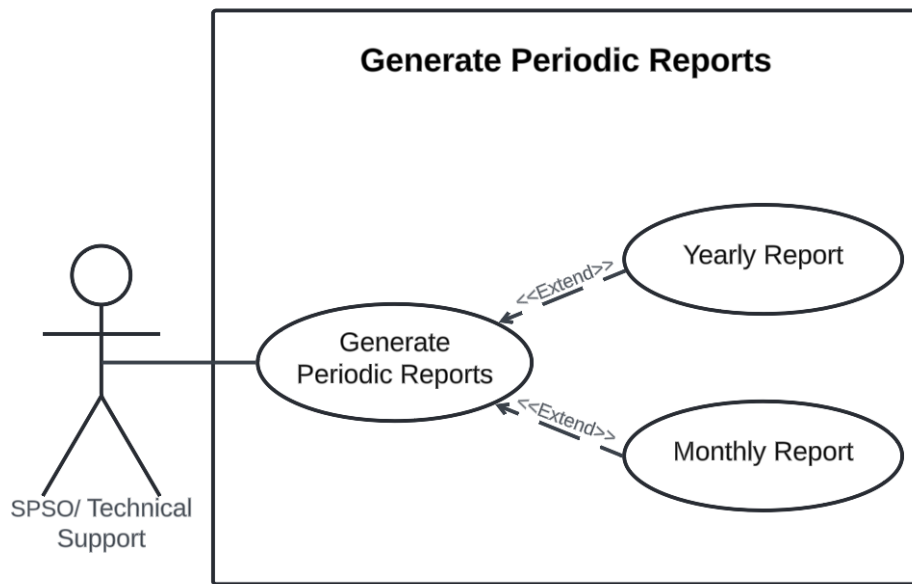 Generate Periodic Reports
Yearly Report
<<Extend>>
Generate
Periodic Reports
<<Extend>>
Monthly Report
SPSO/ Technical
Support